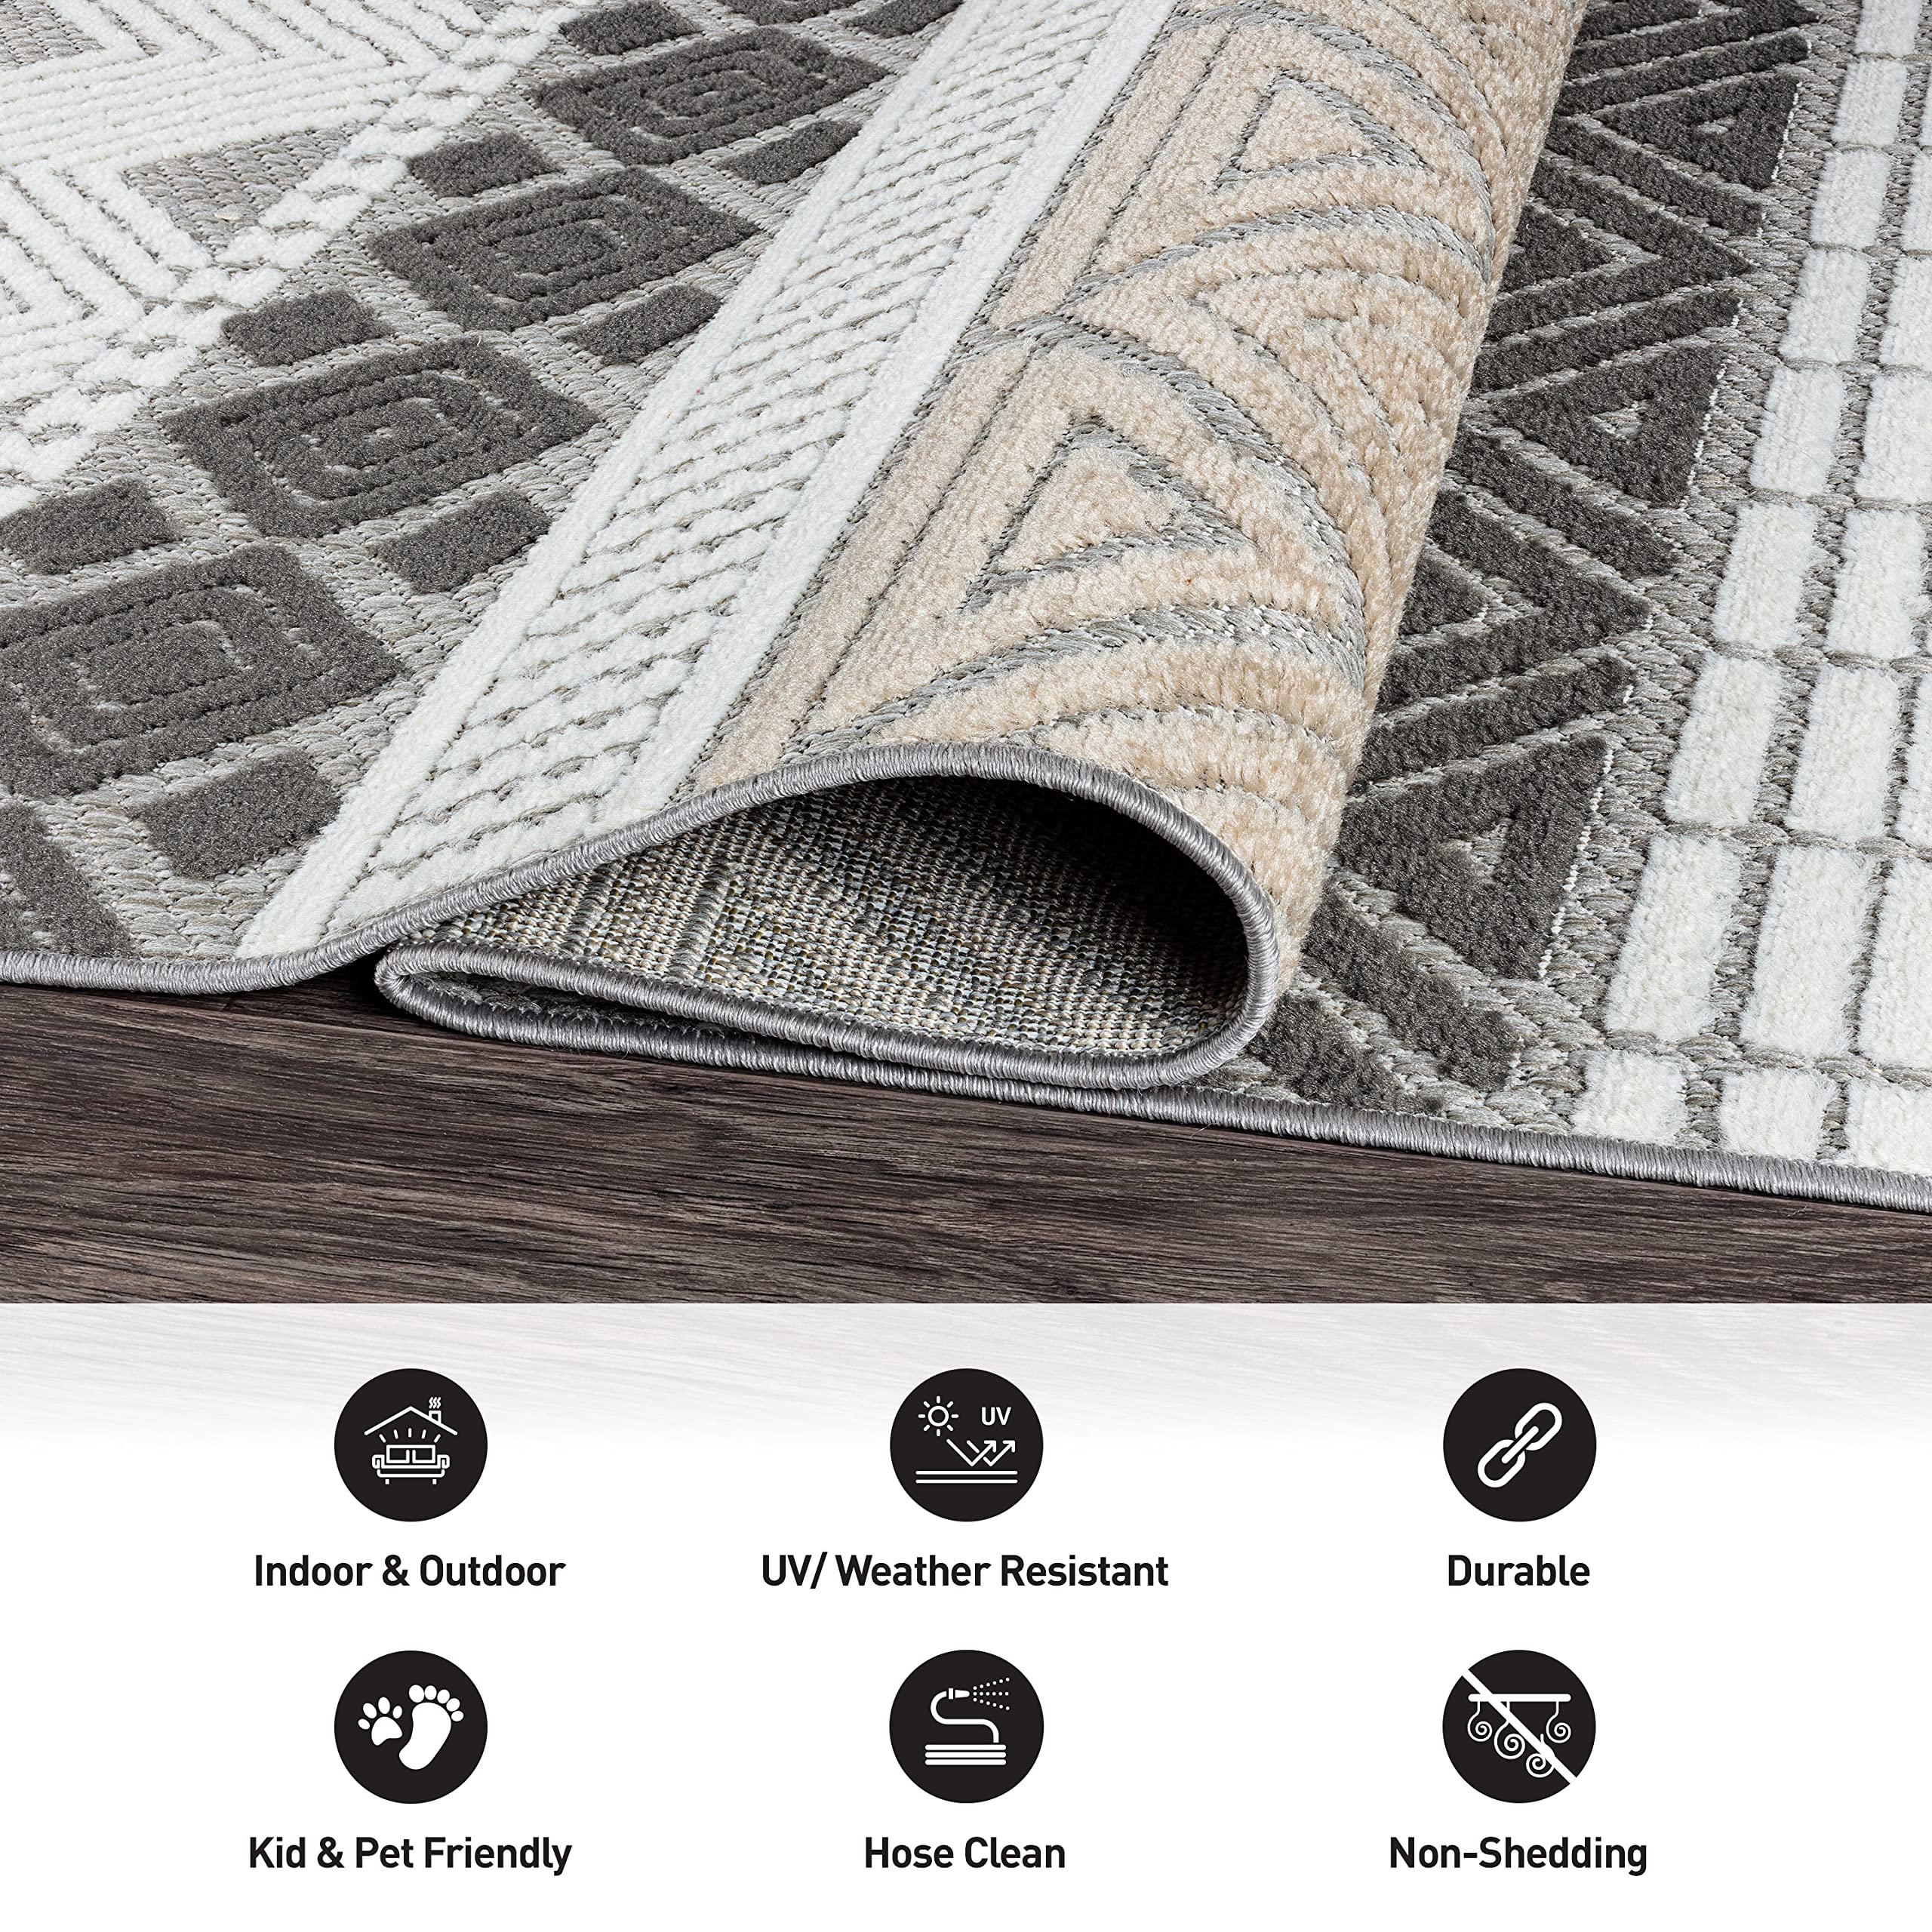 UV
Indoor & Outdoor
UV/ Weather Resistant
Durable
Kid & Pet Friendly
Hose Clean
Non-Shedding